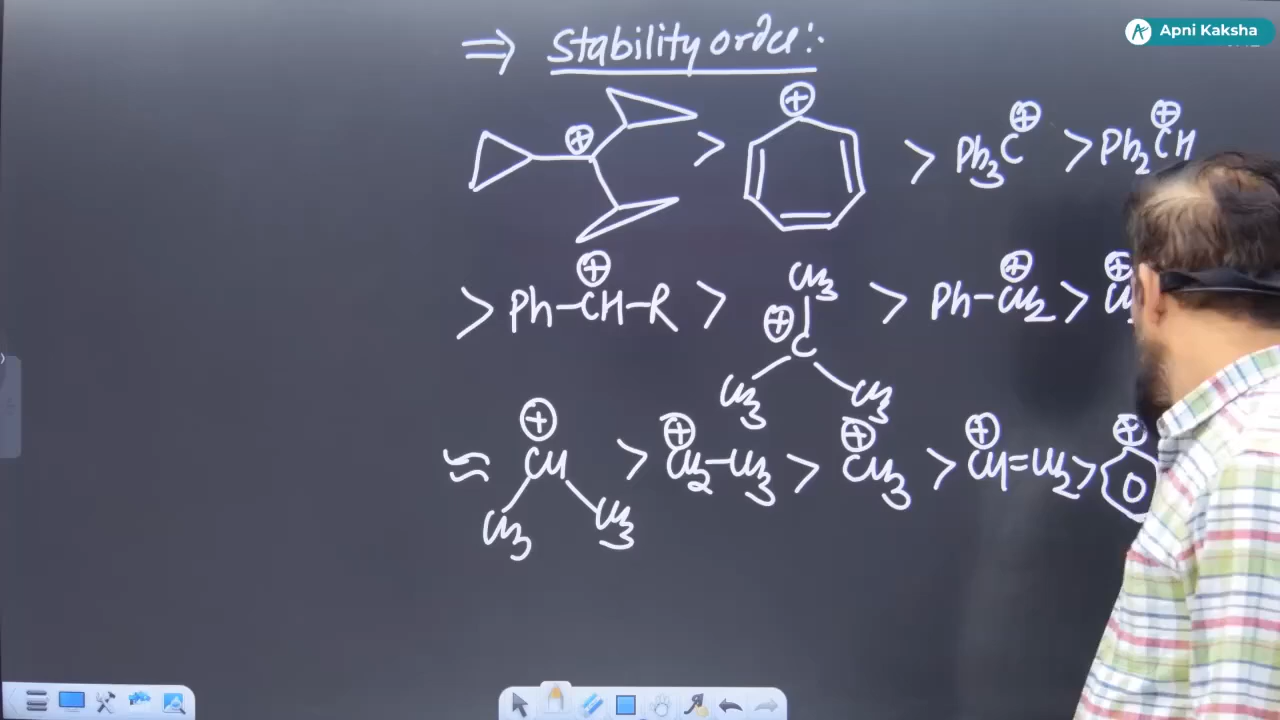 Apni Kaksha
⇒ Stability order:-
⊕ > ⊕ > Ph3C⊕ > Ph2C⊕H
> Ph-C⊕H-R > CH3 C⊕ CH3 CH3 > Ph-C⊕H2 >
≈ C⊕H CH3 CH3 > C⊕H2-CH3 > C⊕H3 > C⊕H=CH2 > ⊕